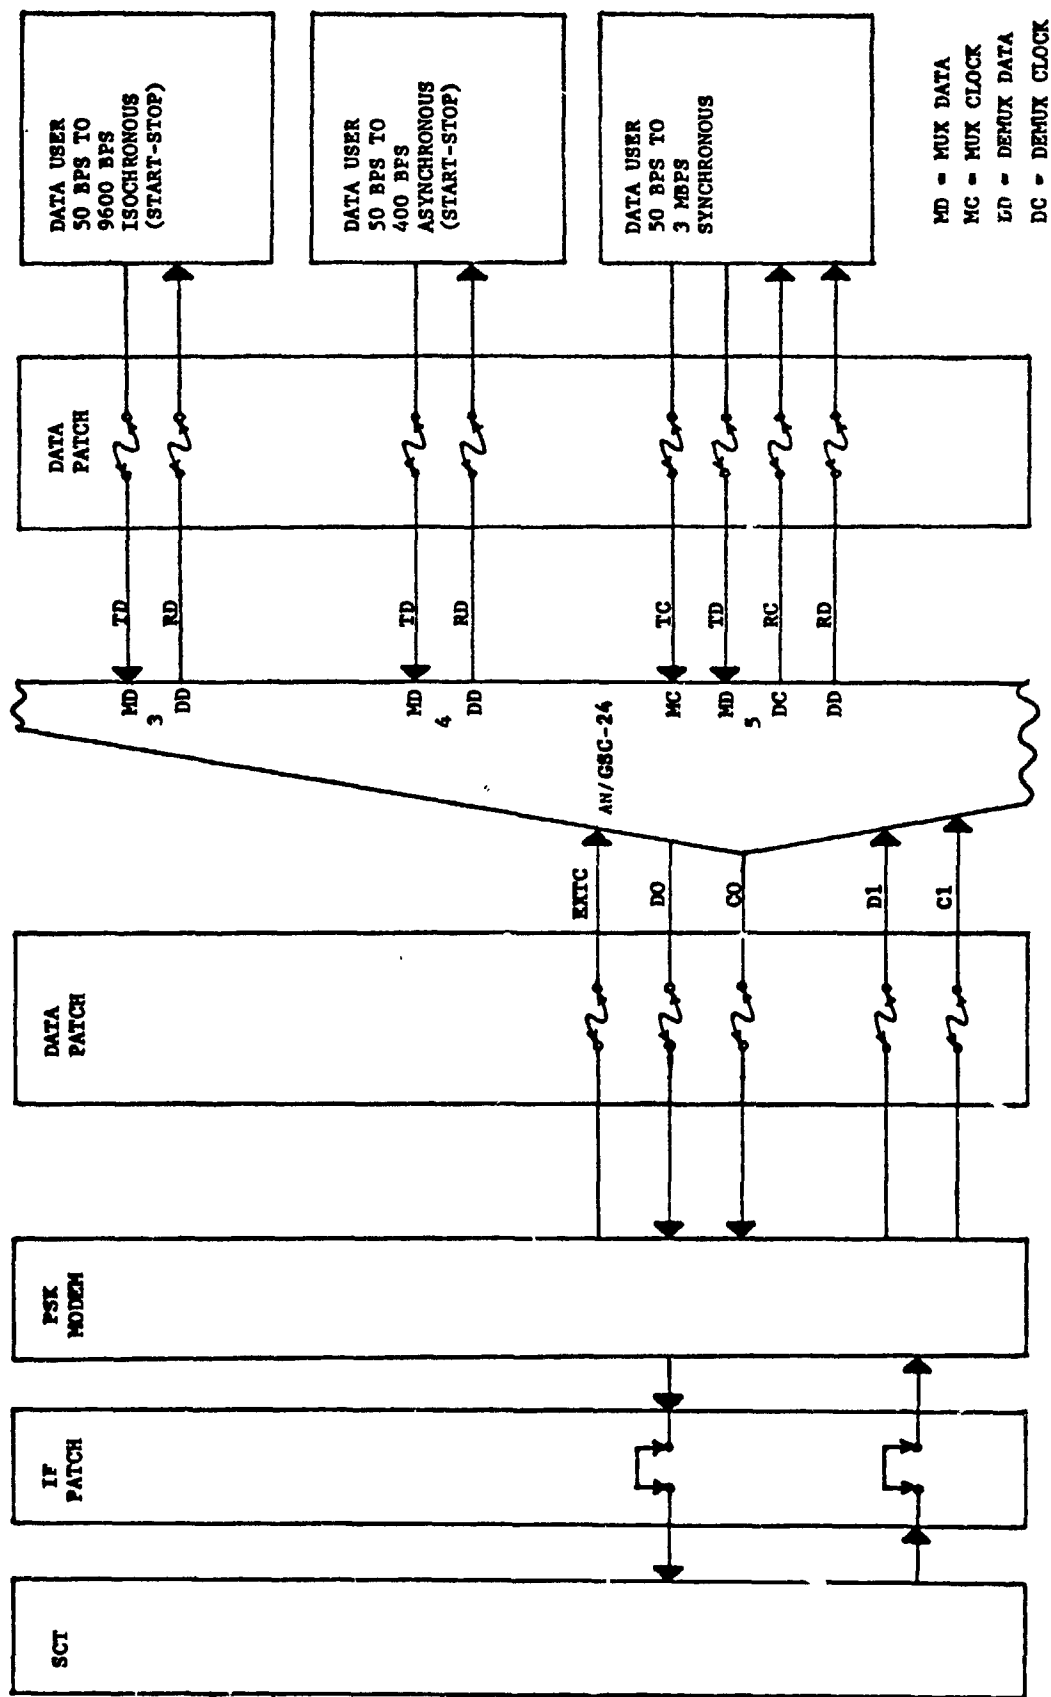 SCT
IF
PATCH
PSK
MODEM
DATA
PATCH
EXTC
DO
CO
D1
C1
AN/GSC-24
MD
3
DD
MD
4
DD
MC
MD
5
DC
DD
TD
RD
TD
RD
TC
TD
RC
RD
DATA
PATCH
DATA USER
50 BPS TO
9600 BPS
ISOCHRONOUS
(START-STOP)
DATA USER
50 BPS TO
400 BPS
ASYNCHRONOUS
(START-STOP)
DATA USER
50 BPS TO
3 MBPS
SYNCHRONOUS
MD = MUX DATA
MC = MUX CLOCK
DD = DEMUX DATA
DC = DEMUX CLOCK